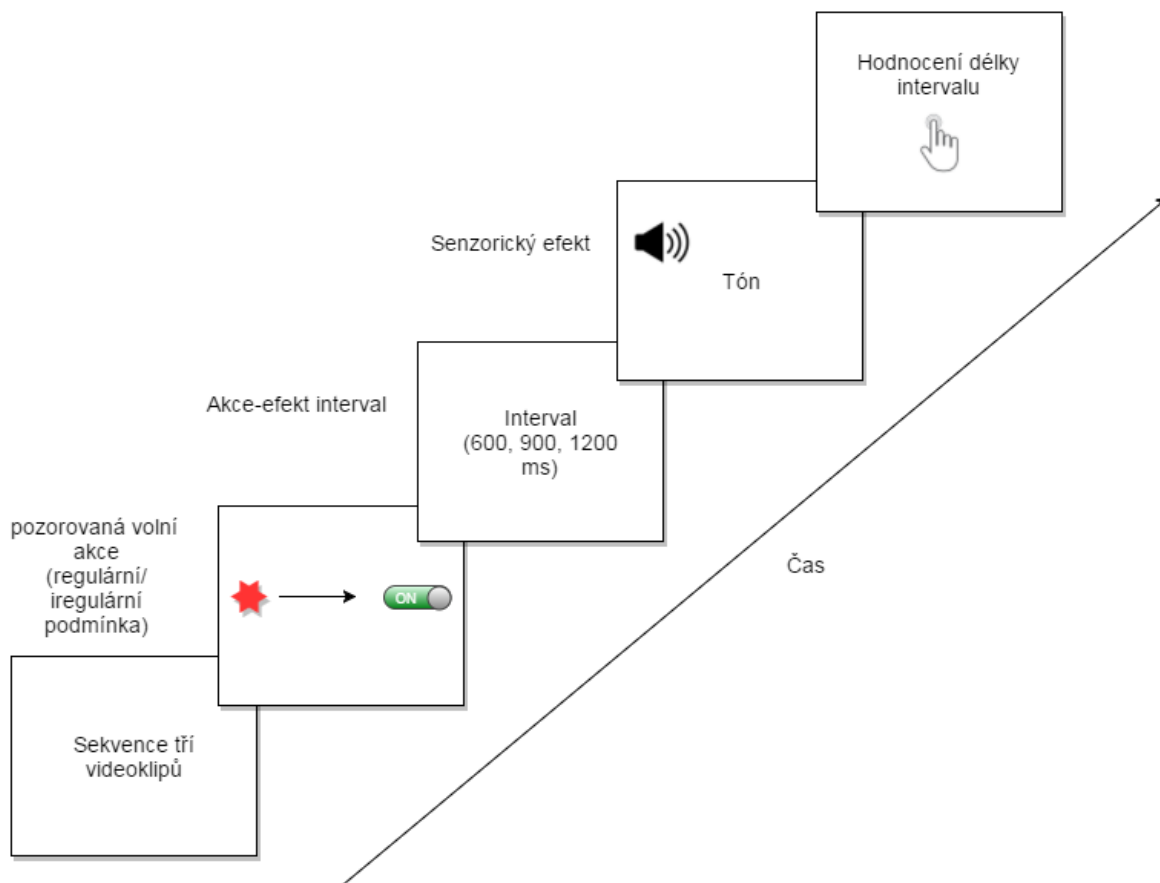 Hodnocení délky
intervalu
Senzorický efekt
Tón
Akce-efekt interval
Interval
(600, 900, 1200
ms)
pozorovaná volní
akce
(regulární/
iregulární
podmínka)
ON
Čas
Sekvence tří
videoklipů